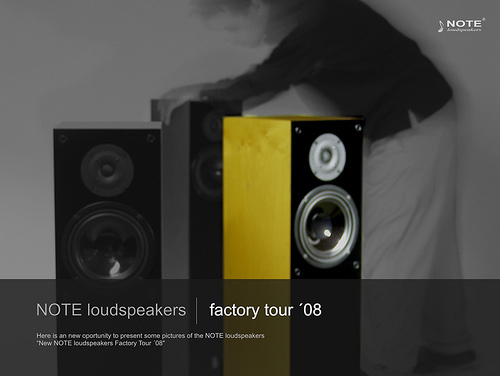 NOTE®
loudspeakers
NOTE loudspeakers | factory tour ´08
Here is an new oportunity to present some pictures of the NOTE loudspeakers
"New NOTE loudspeakers Factory Tour ´08"